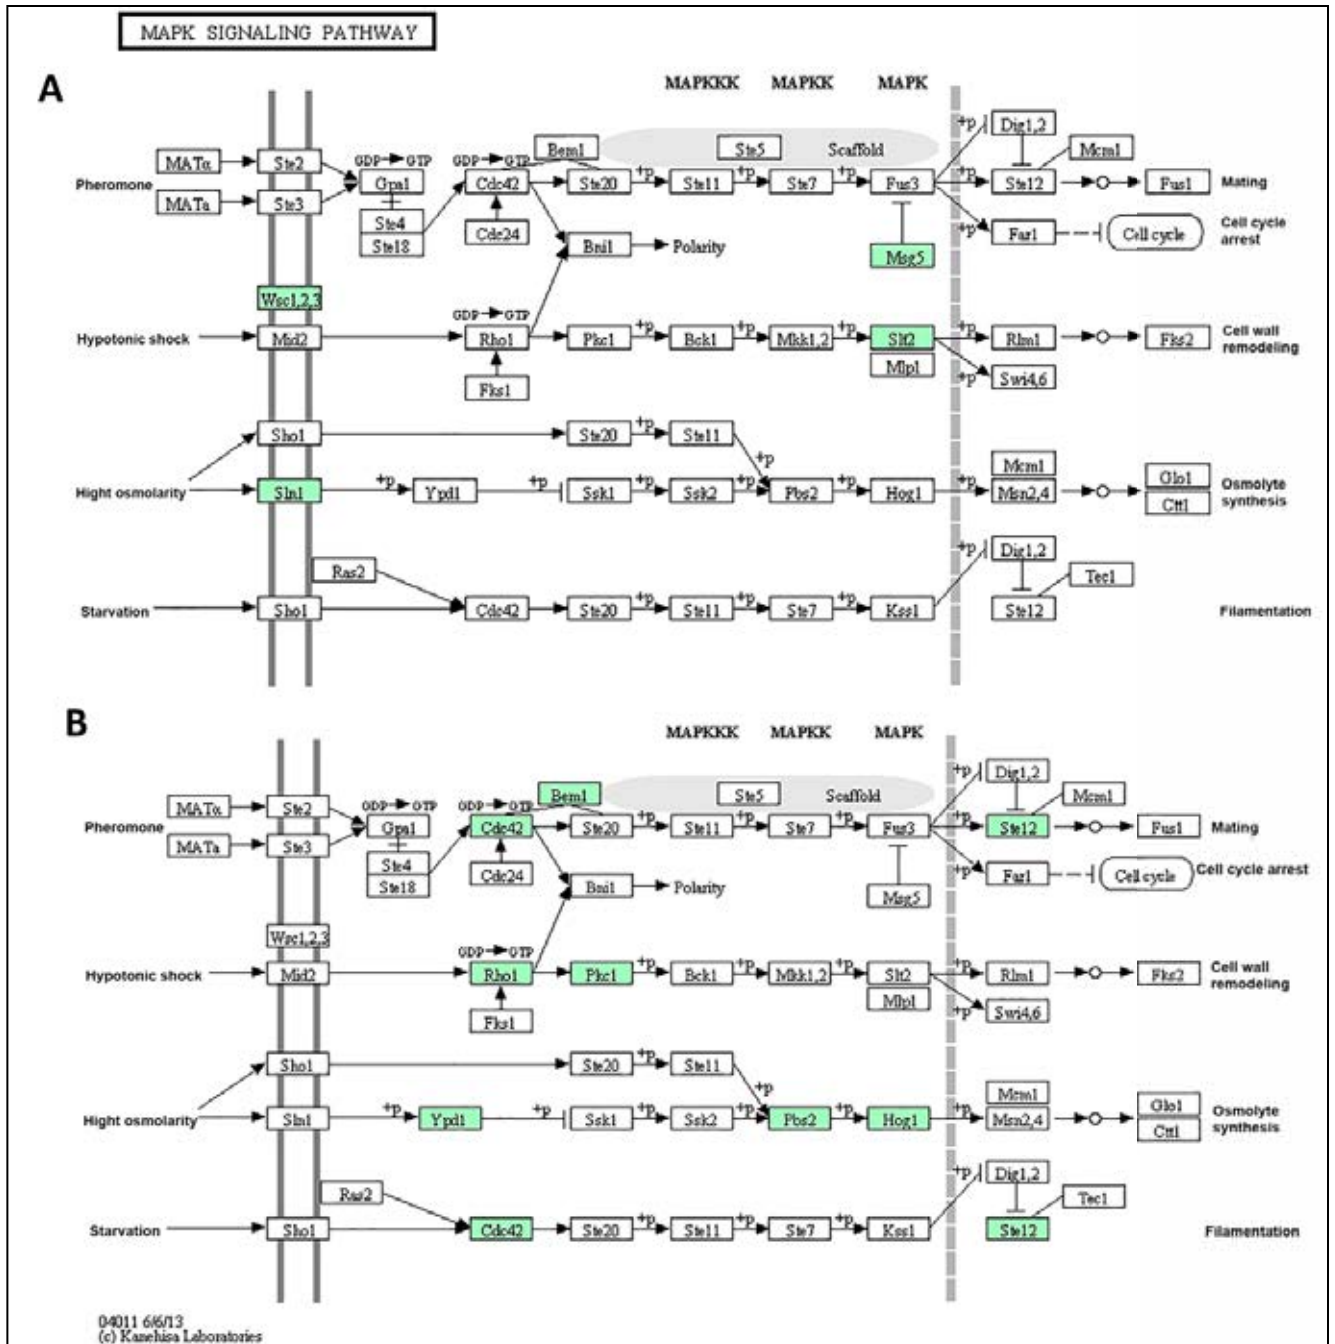 MAPK SIGNALING PATHWAY
A
MAPKKK MAPKK MAPK
+p Dig1,2
Bem1 Ste5 Scaffold Mcm1
MATα Ste2 GDP GTP GDP GTP
Pheromone Gpa1 Cdc42 Ste20 +p Ste11 +p Ste7 +p Fus3 +p Ste12 Fus1 Mating
MATa Ste3
Ste4 Cdc24 +p Far1 Cell cycle Cell cycle
arrest
Ste18 Bni1 Polarity Msg5
Wsc1,2,3 GDP GTP
Hypotonic shock Mid2 Rho1 Pkc1 +p Bck1 +p Mkk1,2 +p Slt2 +p Rlm1 Fks2 Cell wall
remodeling
Mlp1
Fks1 +p Swi4,6
Sho1 Ste20 +p Ste11
+p Mcm1 Glo1
Hight osmolarity Sln1 +p Ypd1 +p Ssk1 +p Ssk2 +p Pbs2 +p Hog1 +p Msn2,4 Osmolyte
synthesis
Ctt1
+p Dig1,2
Ras2 Tec1
Starvation Sho1 Cdc42 Ste20 +p Ste11 +p Ste7 +p Kss1 Ste12 Filamentation
B
MAPKKK MAPKK MAPK
+p Dig1,2
Bem1 Ste5 Scaffold Mcm1
MATα Ste2 GDP GTP GDP GTP
Pheromone Gpa1 Cdc42 Ste20 +p Ste11 +p Ste7 +p Fus3 +p Ste12 Fus1 Mating
MATa Ste3
Ste4 Cdc24 +p Far1 Cell cycle Cell cycle arrest
Ste18 Bni1 Polarity Msg5
Wsc1,2,3 GDP GTP
Hypotonic shock Mid2 Rho1 Pkc1 +p Bck1 +p Mkk1,2 +p Slt2 +p Rlm1 Fks2 Cell wall
remodeling
Mlp1
Fks1 +p Swi4,6
Sho1 Ste20 +p Ste11
+p Mcm1 Glo1
Hight osmolarity Sln1 +p Ypd1 +p Ssk1 +p Ssk2 +p Pbs2 +p Hog1 +p Msn2,4 Osmolyte
synthesis
Ctt1
+p Dig1,2
Ras2 Tec1
Starvation Sho1 Cdc42 Ste20 +p Ste11 +p Ste7 +p Kss1 Ste12 Filamentation
04011 6/6/13
(c) Kanehisa Laboratories